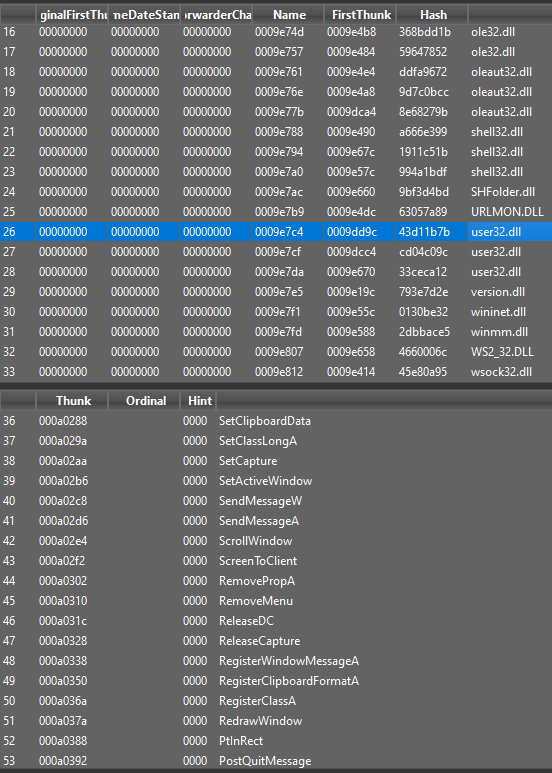 ginalFirstThu meDateStan orwarderCha Name FirstThunk Hash
16 00000000 00000000 00000000 0009e74d 0009e4b8 368bdd1b ole32.dll
17 00000000 00000000 00000000 0009e757 0009e484 59647852 ole32.dll
18 00000000 00000000 00000000 0009e761 0009e4e4 ddfa9672 oleaut32.dll
19 00000000 00000000 00000000 0009e76e 0009e4a8 9d7c0bcc oleaut32.dll
20 00000000 00000000 00000000 0009e77b 0009dca4 8e68279b oleaut32.dll
21 00000000 00000000 00000000 0009e788 0009e490 a666e399 shell32.dll
22 00000000 00000000 00000000 0009e794 0009e67c 1911c51b shell32.dll
23 00000000 00000000 00000000 0009e7a0 0009e57c 994a1bdf shell32.dll
24 00000000 00000000 00000000 0009e7ac 0009e660 9bf3d4bd SHFolder.dll
25 00000000 00000000 00000000 0009e7b9 0009e4dc 63057a89 URLMON.DLL
26 00000000 00000000 00000000 0009e7c4 0009dd9c 43d11b7b user32.dll
27 00000000 00000000 00000000 0009e7cf 0009dcc4 cd04c09c user32.dll
28 00000000 00000000 00000000 0009e7da 0009e670 33ceca12 user32.dll
29 00000000 00000000 00000000 0009e7e5 0009e19c 793e7d2e version.dll
30 00000000 00000000 00000000 0009e7f1 0009e55c 0130be32 wininet.dll
31 00000000 00000000 00000000 0009e7fd 0009e588 2dbbace5 winmm.dll
32 00000000 00000000 00000000 0009e807 0009e658 4660006c WS2_32.DLL
33 00000000 00000000 00000000 0009e812 0009e414 45e80a95 wsock32.dll
Thunk Ordinal Hint
36 000a0288 0000 SetClipboardData
37 000a029a 0000 SetClassLongA
38 000a02aa 0000 SetCapture
39 000a02b6 0000 SetActiveWindow
40 000a02c8 0000 SendMessageW
41 000a02d6 0000 SendMessageA
42 000a02e4 0000 ScrollWindow
43 000a02f2 0000 ScreenToClient
44 000a0302 0000 RemovePropA
45 000a0310 0000 RemoveMenu
46 000a031c 0000 ReleaseDC
47 000a0328 0000 ReleaseCapture
48 000a0338 0000 RegisterWindowMessageA
49 000a0350 0000 RegisterClipboardFormatA
50 000a036a 0000 RegisterClassA
51 000a037a 0000 RedrawWindow
52 000a0388 0000 PtInRect
53 000a0392 0000 PostQuitMessage